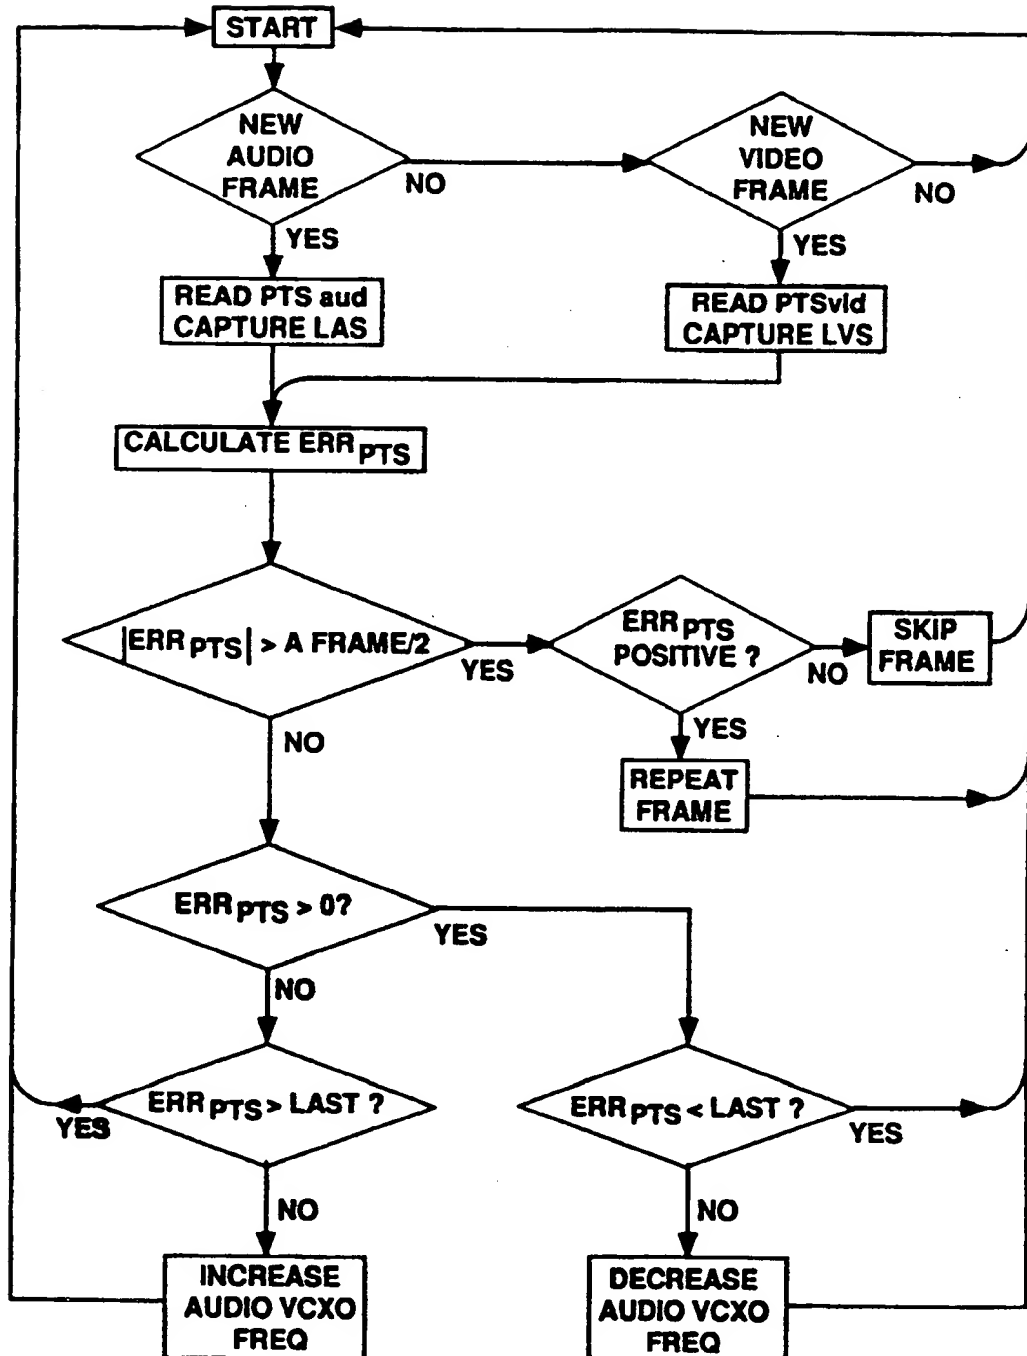 START
NEW
AUDIO
FRAME
NO
YES
NEW
VIDEO
FRAME
NO
YES
READ PTS aud
CAPTURE LAS
READ PTSvid
CAPTURE LVS
CALCULATE ERR PTS
|ERR PTS| > A FRAME/2
YES
NO
ERR PTS
POSITIVE ?
NO
YES
SKIP
FRAME
REPEAT
FRAME
ERR PTS > 0?
YES
NO
ERR PTS > LAST ?
YES
NO
ERR PTS < LAST ?
YES
NO
INCREASE
AUDIO VCXO
FREQ
DECREASE
AUDIO VCXO
FREQ